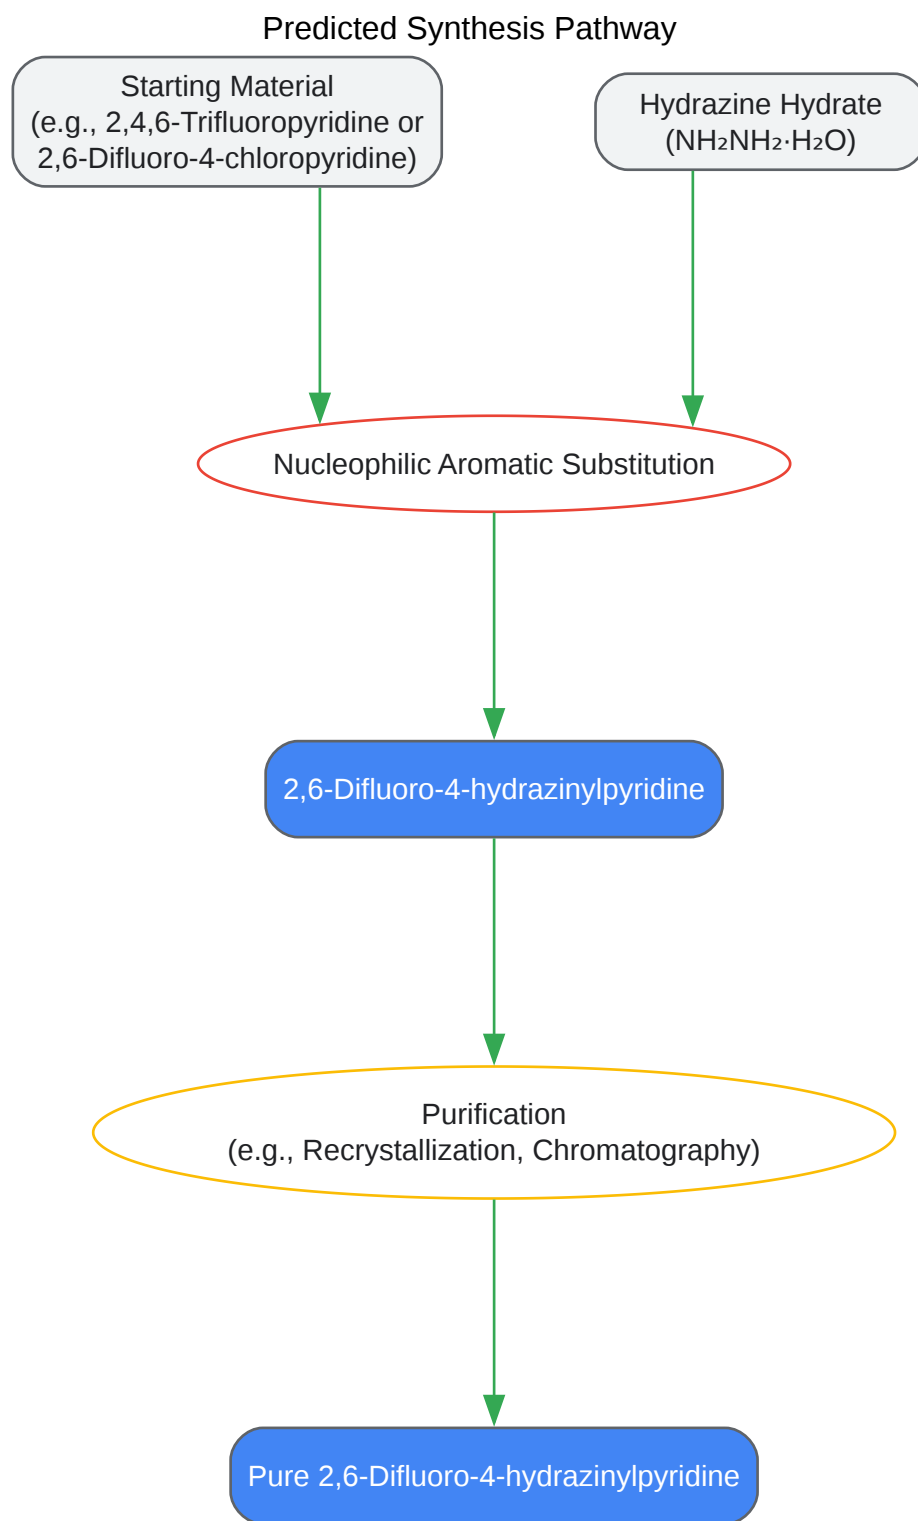 Predicted Synthesis Pathway
Starting Material
(e.g., 2,4,6-Trifluoropyridine or
2,6-Difluoro-4-chloropyridine)
Hydrazine Hydrate
(NH₂NH₂·H₂O)
Nucleophilic Aromatic Substitution
2,6-Difluoro-4-hydrazinylpyridine
Purification
(e.g., Recrystallization, Chromatography)
Pure 2,6-Difluoro-4-hydrazinylpyridine